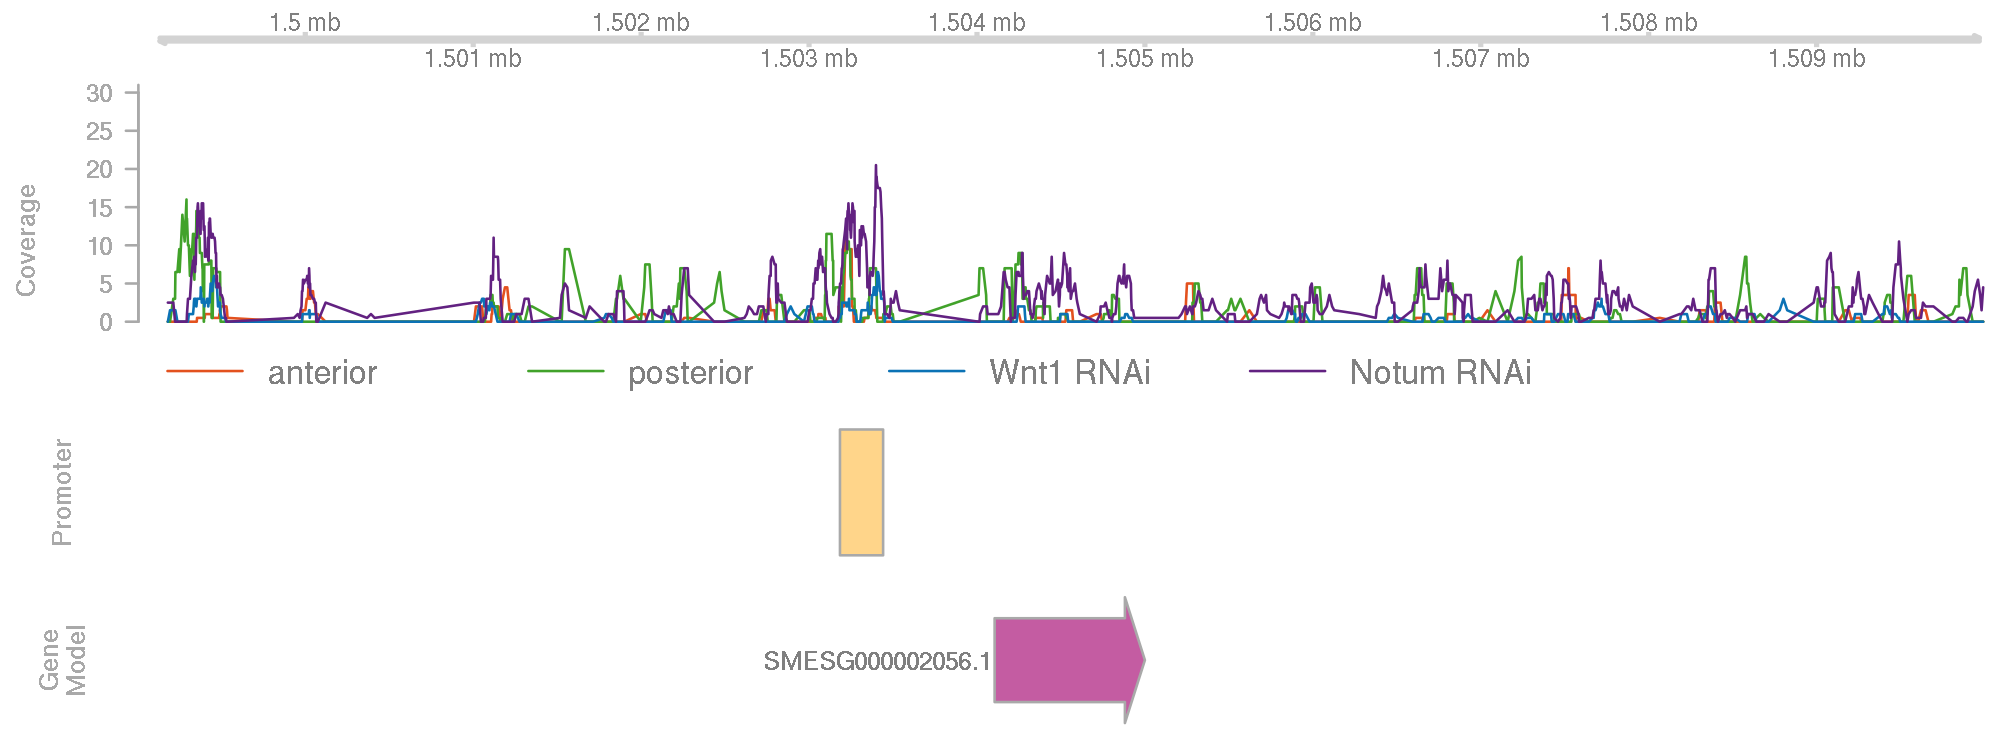 1.5 mb 1.502 mb 1.504 mb 1.506 mb 1.508 mb
1.501 mb 1.503 mb 1.505 mb 1.507 mb 1.509 mb
Coverage
30
25
20
15
10
5
0
anterior posterior Wnt1 RNAi Notum RNAi
Promoter
Gene
Model
SMESG000002056.1